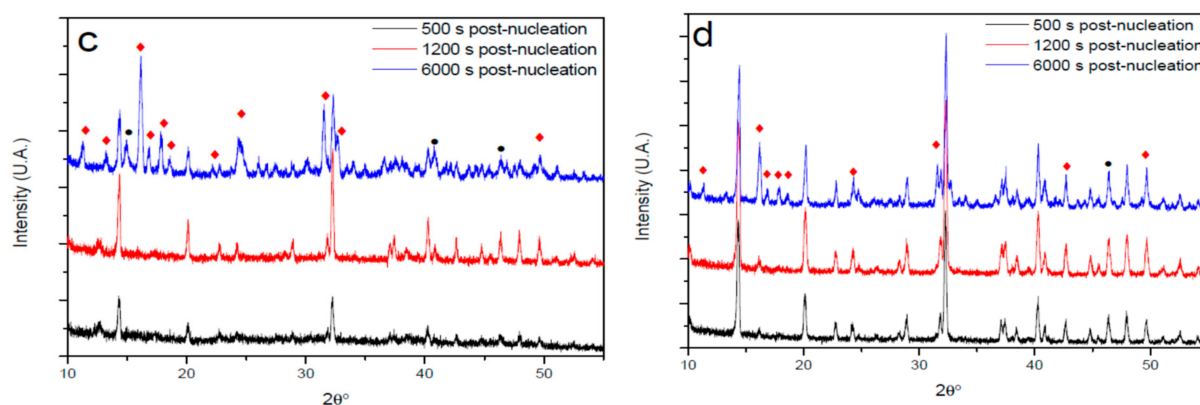 c
500 s post-nucleation
1200 s post-nucleation
6000 s post-nucleation
Intensity (U.A.)
10 20 30 40 50
2θ°
d
500 s post-nucleation
1200 s post-nucleation
6000 s post-nucleation
Intensity (U.A.)
10 20 30 40 50
2θ°